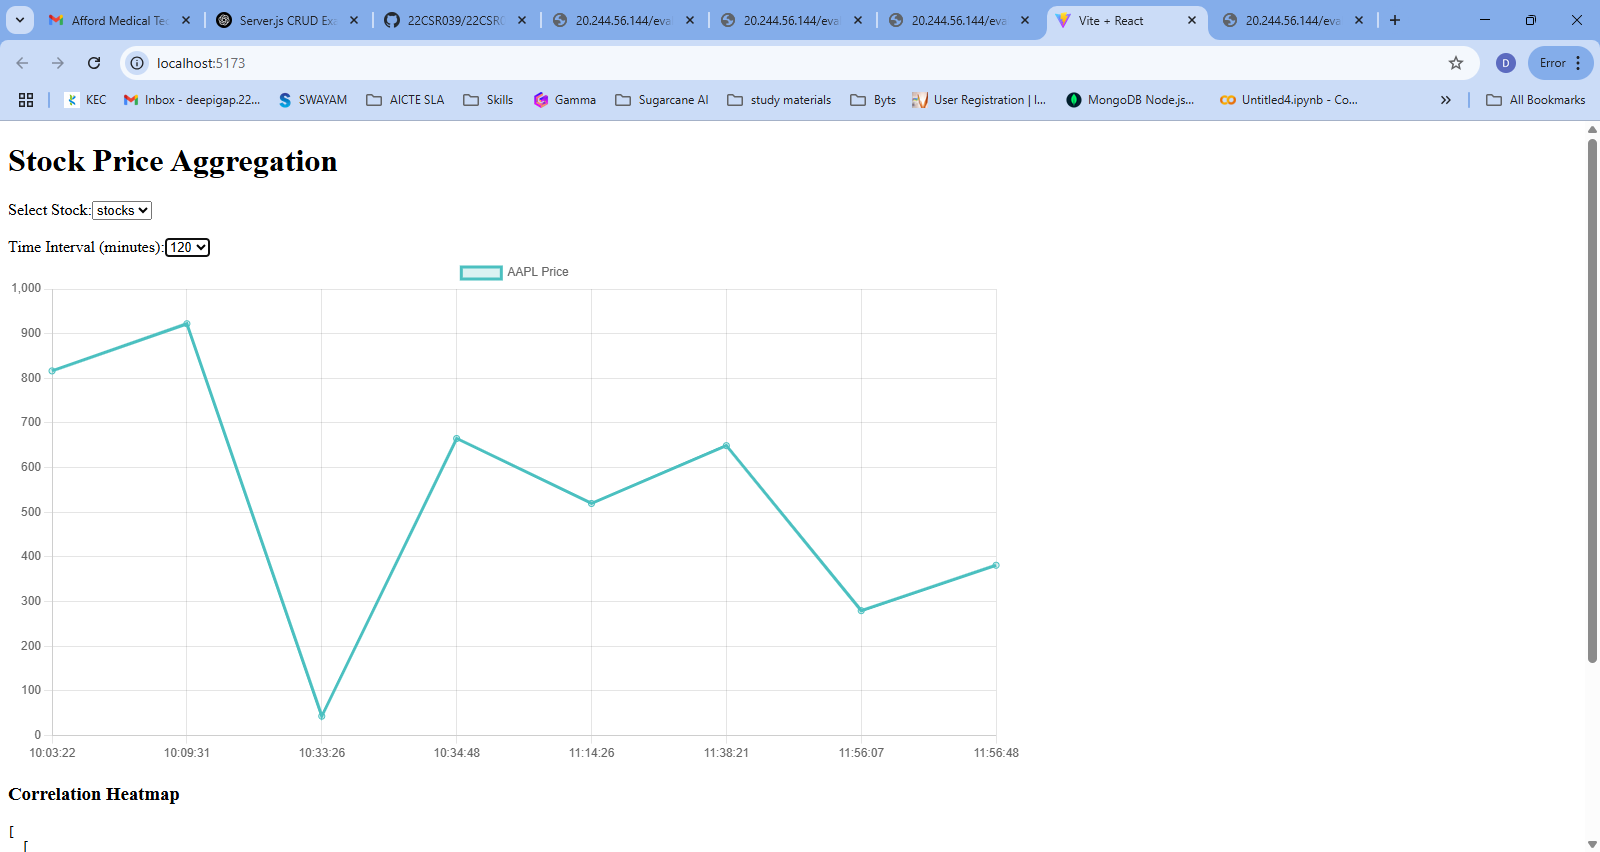 Afford Medical Te
Server.js CRUD Exa
22CSR039/22CSR0
20.244.56.144/eval
20.244.56.144/eval
20.244.56.144/eva
Vite + React
20.244.56.144/eva
localhost:5173
D
Error
KEC
Inbox - deepigap.22...
SWAYAM
AICTE SLA
Skills
Gamma
Sugarcane AI
study materials
Byts
User Registration | I...
MongoDB Node.js...
Untitled4.ipynb - Co...
All Bookmarks
Stock Price Aggregation
Select Stock: stocks
Time Interval (minutes): 120
AAPL Price
1,000
900
800
700
600
500
400
300
200
100
0
10:03:22 10:09:31 10:33:26 10:34:48 11:14:26 11:38:21 11:56:07 11:56:48
Correlation Heatmap
[
[